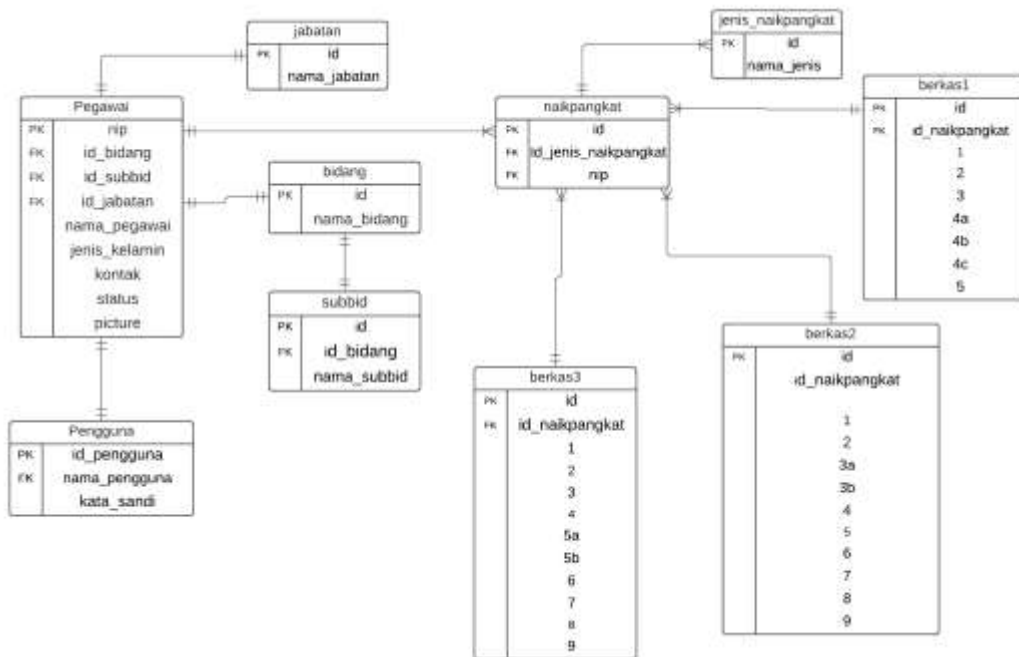 jabatan
PK id
nama_jabatan
jenis_naikpangkat
PK id
nama_jenis
Pegawai
PK nip
FK id_bidang
FK id_subbid
FK id_jabatan
nama_pegawai
jenis_kelamin
kontak
status
picture
naikpangkat
PK id
FK id_jenis_naikpangkat
FK nip
berkas1
PK id
PK id_naikpangkat
1
2
3
4a
4b
4c
5
bidang
PK id
nama_bidang
subbid
PK id
FK id_bidang
nama_subbid
berkas2
PK id
id_naikpangkat
1
2
3a
3b
4
5
6
7
8
9
berkas3
PK id
FK id_naikpangkat
1
2
3
4
5a
5b
6
7
8
9
Pengguna
PK id_pengguna
FK nama_pengguna
kata_sandi